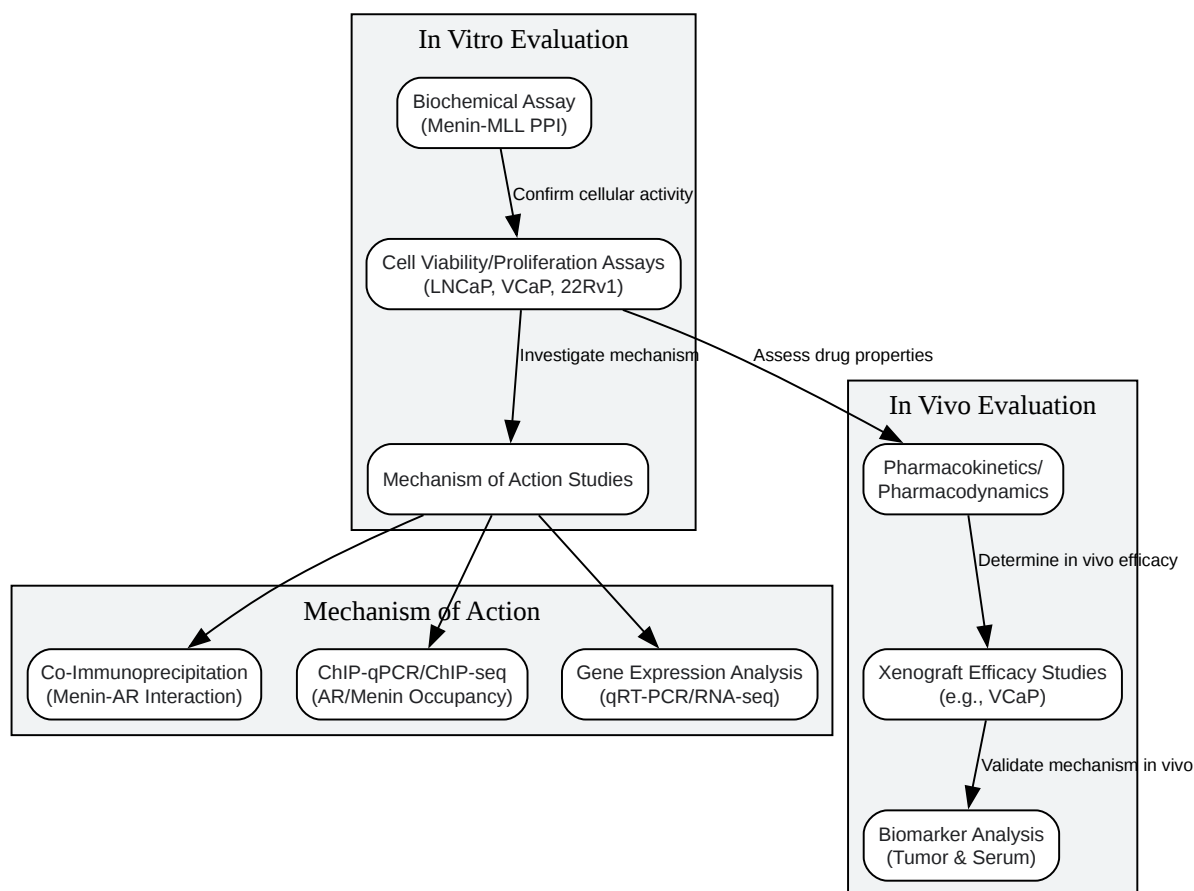 In Vitro Evaluation
Biochemical Assay
(Menin-MLL PPI)
Confirm cellular activity
Cell Viability/Proliferation Assays
(LNCaP, VCaP, 22Rv1)
Investigate mechanism
Assess drug properties
Mechanism of Action Studies
In Vivo Evaluation
Pharmacokinetics/
Pharmacodynamics
Determine in vivo efficacy
Mechanism of Action
Co-Immunoprecipitation
(Menin-AR Interaction)
ChIP-qPCR/ChIP-seq
(AR/Menin Occupancy)
Gene Expression Analysis
(qRT-PCR/RNA-seq)
Xenograft Efficacy Studies
(e.g., VCaP)
Validate mechanism in vivo
Biomarker Analysis
(Tumor & Serum)